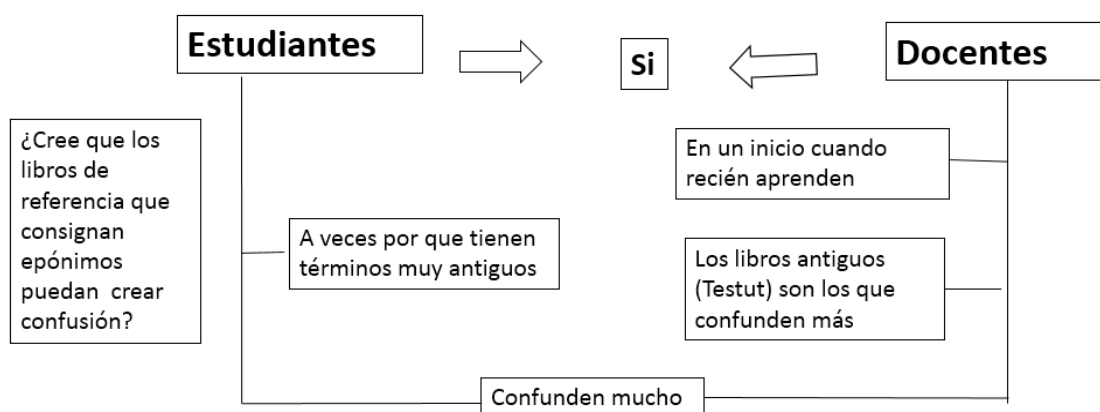 Estudiantes
Si
Docentes
¿Cree que los
libros de
referencia que
consignan
epónimos
puedan crear
confusión?
A veces por que tienen
términos muy antiguos
En un inicio cuando
recién aprenden
Los libros antiguos
(Testut) son los que
confunden más
Confunden mucho